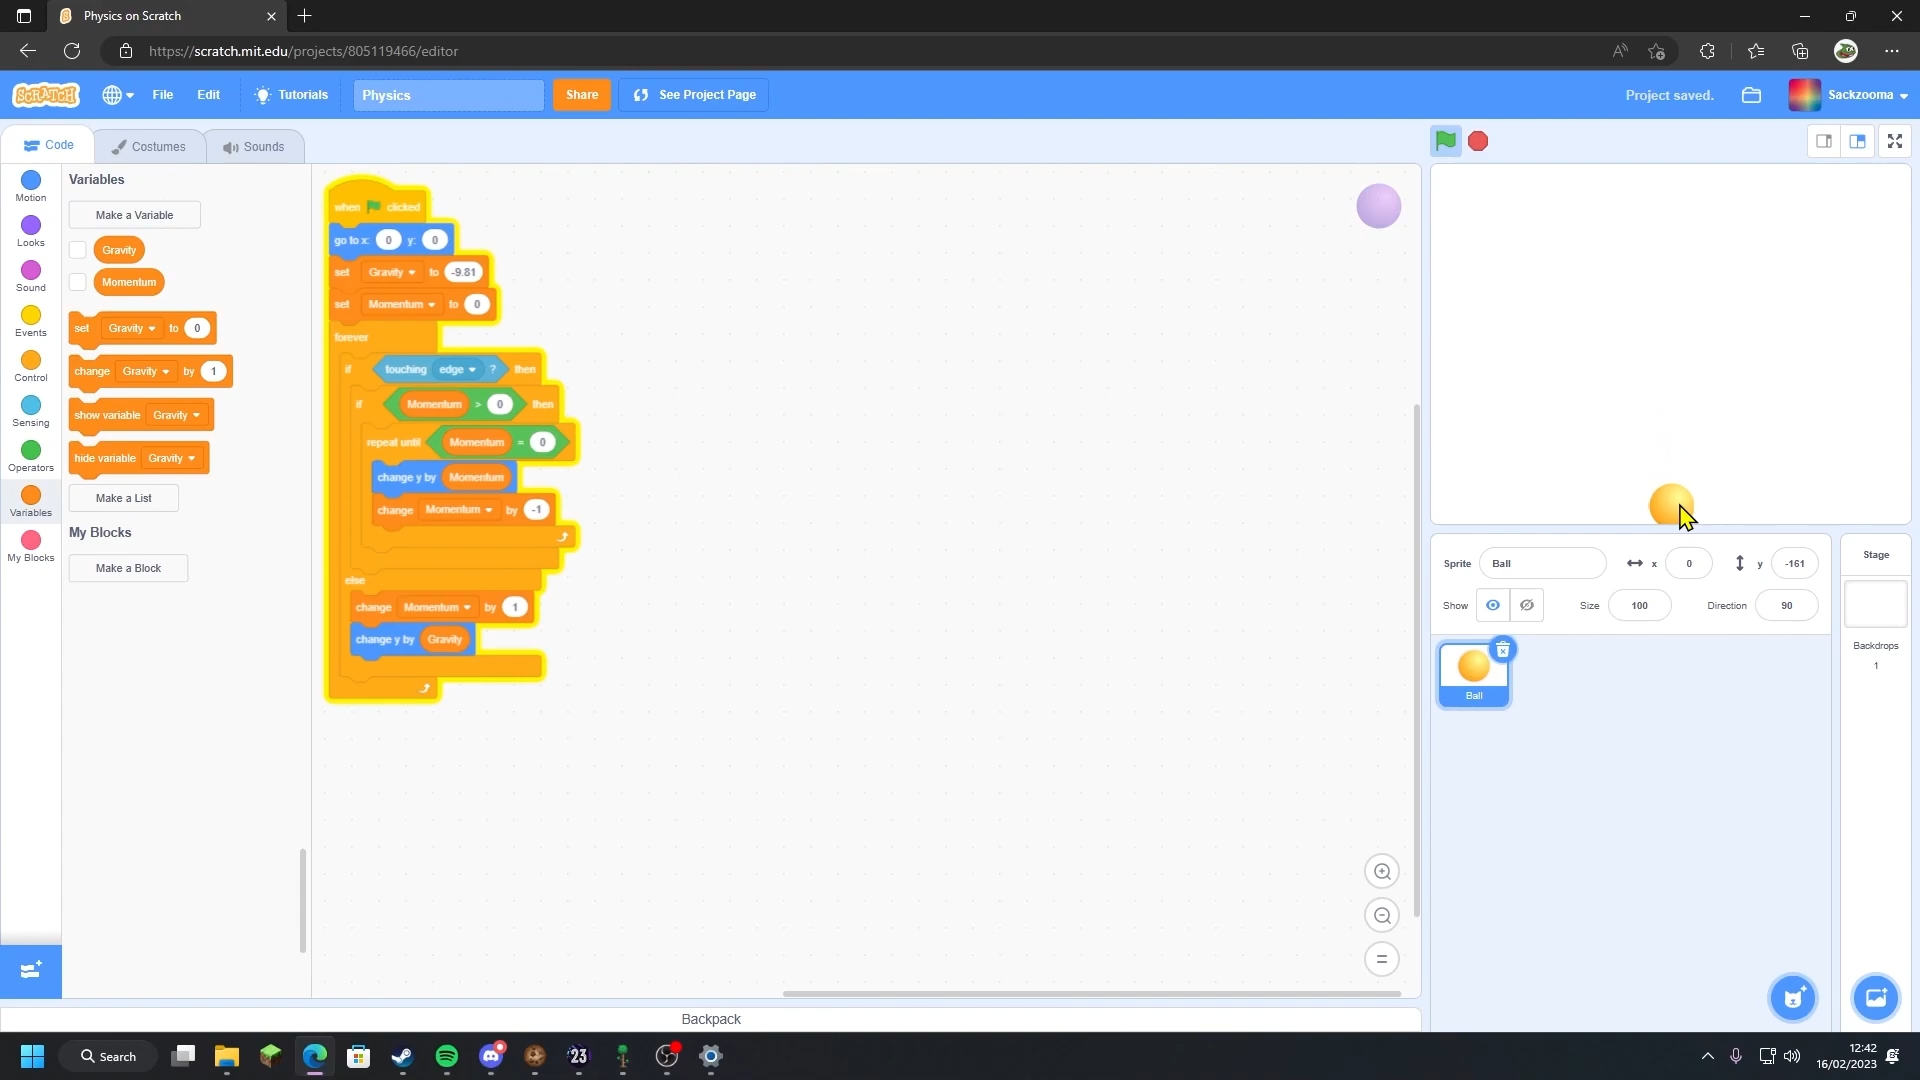 Physics on Scratch
https://scratch.mit.edu/projects/805119466/editor
SCRATCH
File
Edit
Tutorials
Physics
Share
See Project Page
Project saved.
Sackzooma
Code
Costumes
Sounds
Motion
Looks
Sound
Events
Control
Sensing
Operators
Variables
My Blocks
Variables
Make a Variable
Gravity
Momentum
set Gravity to 0
change Gravity by 1
show variable Gravity
hide variable Gravity
Make a List
My Blocks
Make a Block
when clicked
go to x: 0 y: 0
set Gravity to -9.81
set Momentum to 0
forever
if touching edge ? then
if Momentum > 0 then
repeat until Momentum = 0
change y by Momentum
change Momentum by -1
else
change Momentum by 1
change y by Gravity
Sprite Ball x 0 y -161
Show Size 100 Direction 90
Ball
Stage
Backdrops
1
Backpack
Search
23
12:42
16/02/2023